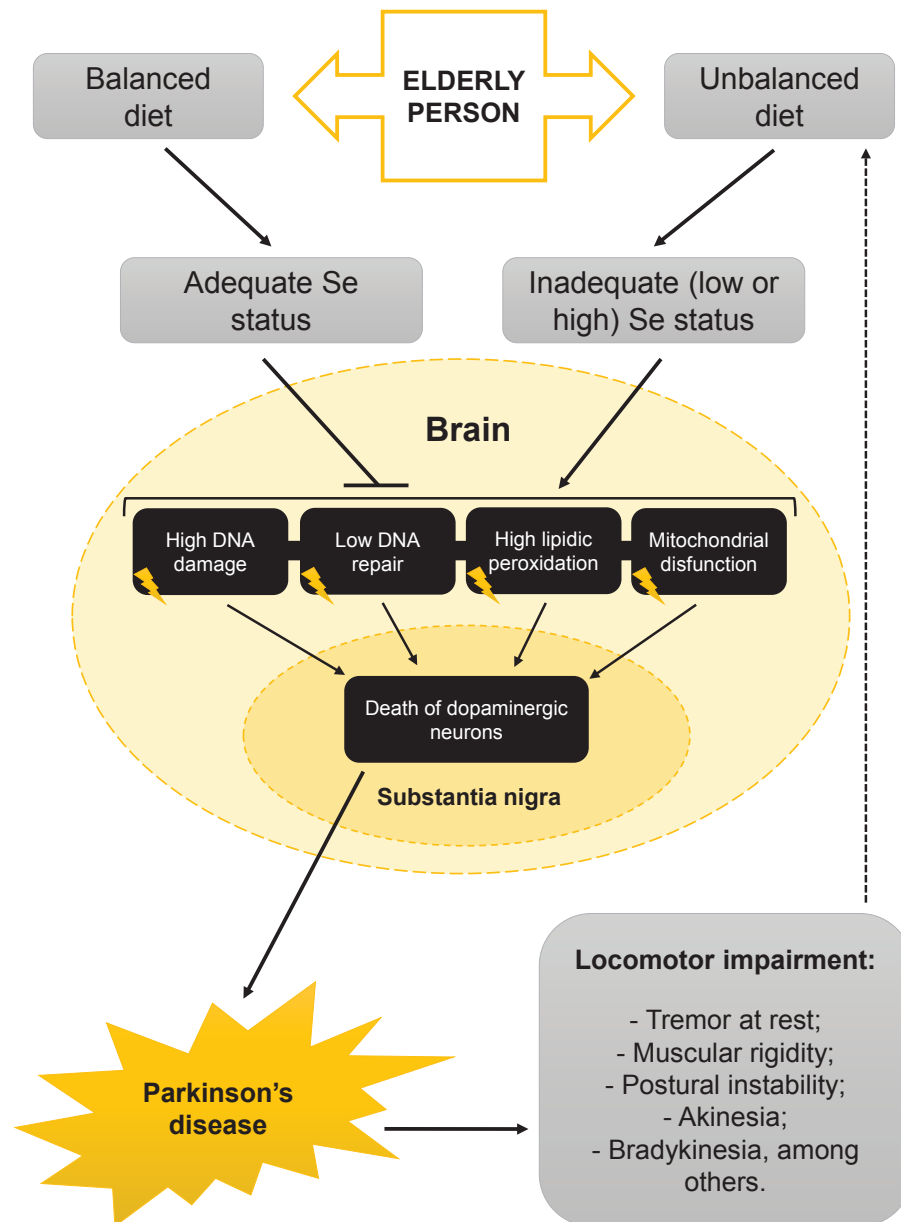 ELDERLY
PERSON
Balanced
diet
Unbalanced
diet
Adequate Se
status
Inadequate (low or
high) Se status
Brain
High DNA
damage
Low DNA
repair
High lipidic
peroxidation
Mitochondrial
disfunction
Death of dopaminergic
neurons
Substantia nigra
Parkinson’s
disease
Locomotor impairment:
- Tremor at rest;
- Muscular rigidity;
- Postural instability;
- Akinesia;
- Bradykinesia, among
others.